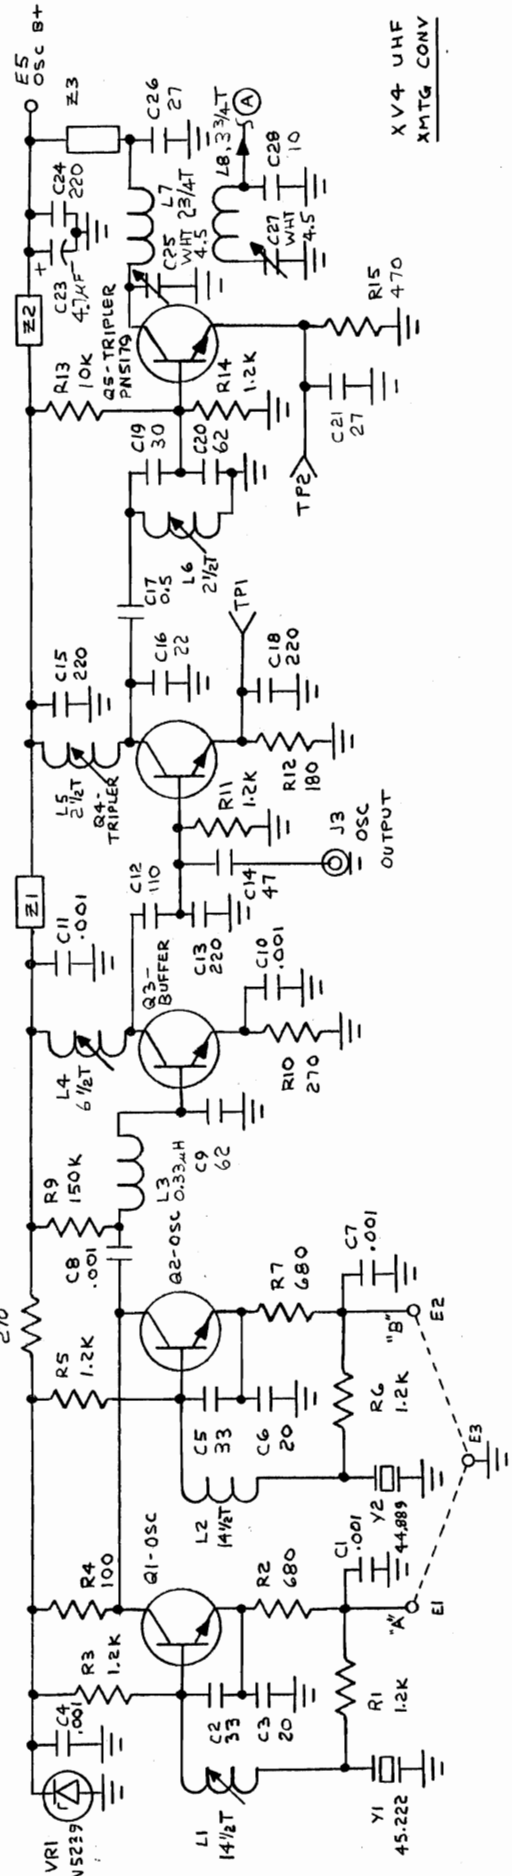 XV4 UHF
XMTG CONV
E5
OSC B+
Z3
C24
220
C26
27
+
C23
4.7µF
L7
2 3/4 T
L8, 3 3/4 T
A
C28
10
C25
WHT
4.5
C27
WHT
4.5
Z2
Q5-TRIPLER
PN5179
R13
10K
R14
1.2K
R15
470
C21
27
TP2
C19
30
C20
62
L6
2 1/2 T
C17
0.5
C15
220
C16
22
TP1
C18
220
L5
2 1/2 T
Q4-
TRIPLER
R11
1.2K
R12
180
J3
OSC
OUTPUT
Z1
C12
110
C14
47
C11
.001
C13
220
Q3-
BUFFER
C10
.001
L4
6 1/2 T
R10
270
R9
150K
L3
0.33µH
C9
62
C8
.001
Q2-OSC
270
R5
1.2K
R7
680
C7
.001
"B"
E2
C5
33
C6
20
R6
1.2K
L2
14 1/2 T
Y2
44.889
E3
R4
100
Q1-OSC
R2
680
C1
.001
"A"
E1
R3
1.2K
C2
33
C3
20
R1
1.2K
C4
.001
L1
14 1/2 T
Y1
45.222
VR1
N5239